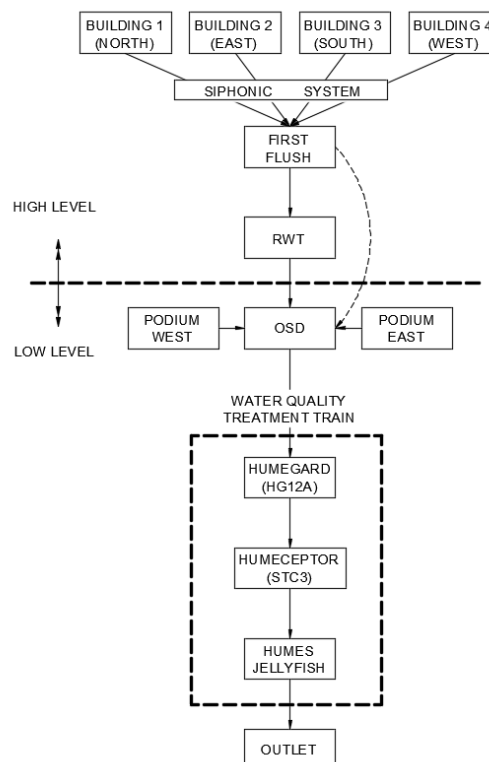 BUILDING 1
(NORTH)
BUILDING 2
(EAST)
BUILDING 3
(SOUTH)
BUILDING 4
(WEST)
SIPHONIC SYSTEM
FIRST
FLUSH
HIGH LEVEL
RWT
LOW LEVEL
PODIUM
WEST
OSD
PODIUM
EAST
WATER QUALITY
TREATMENT TRAIN
HUMEGARD
(HG12A)
HUMECEPTOR
(STC3)
HUMES
JELLYFISH
OUTLET